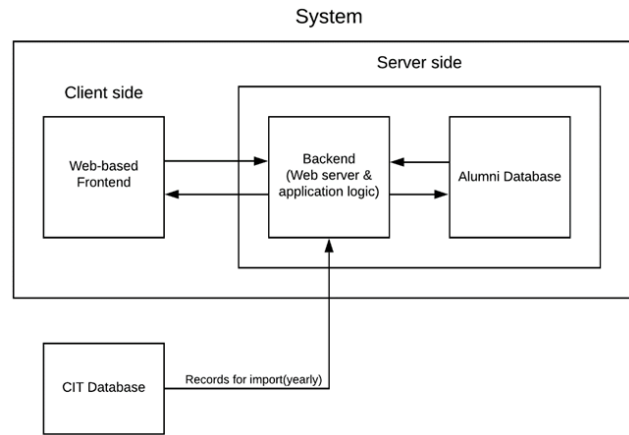 System
Server side
Client side
Web-based
Frontend
Backend
(Web server &
application logic)
Alumni Database
CIT Database
Records for import(yearly)